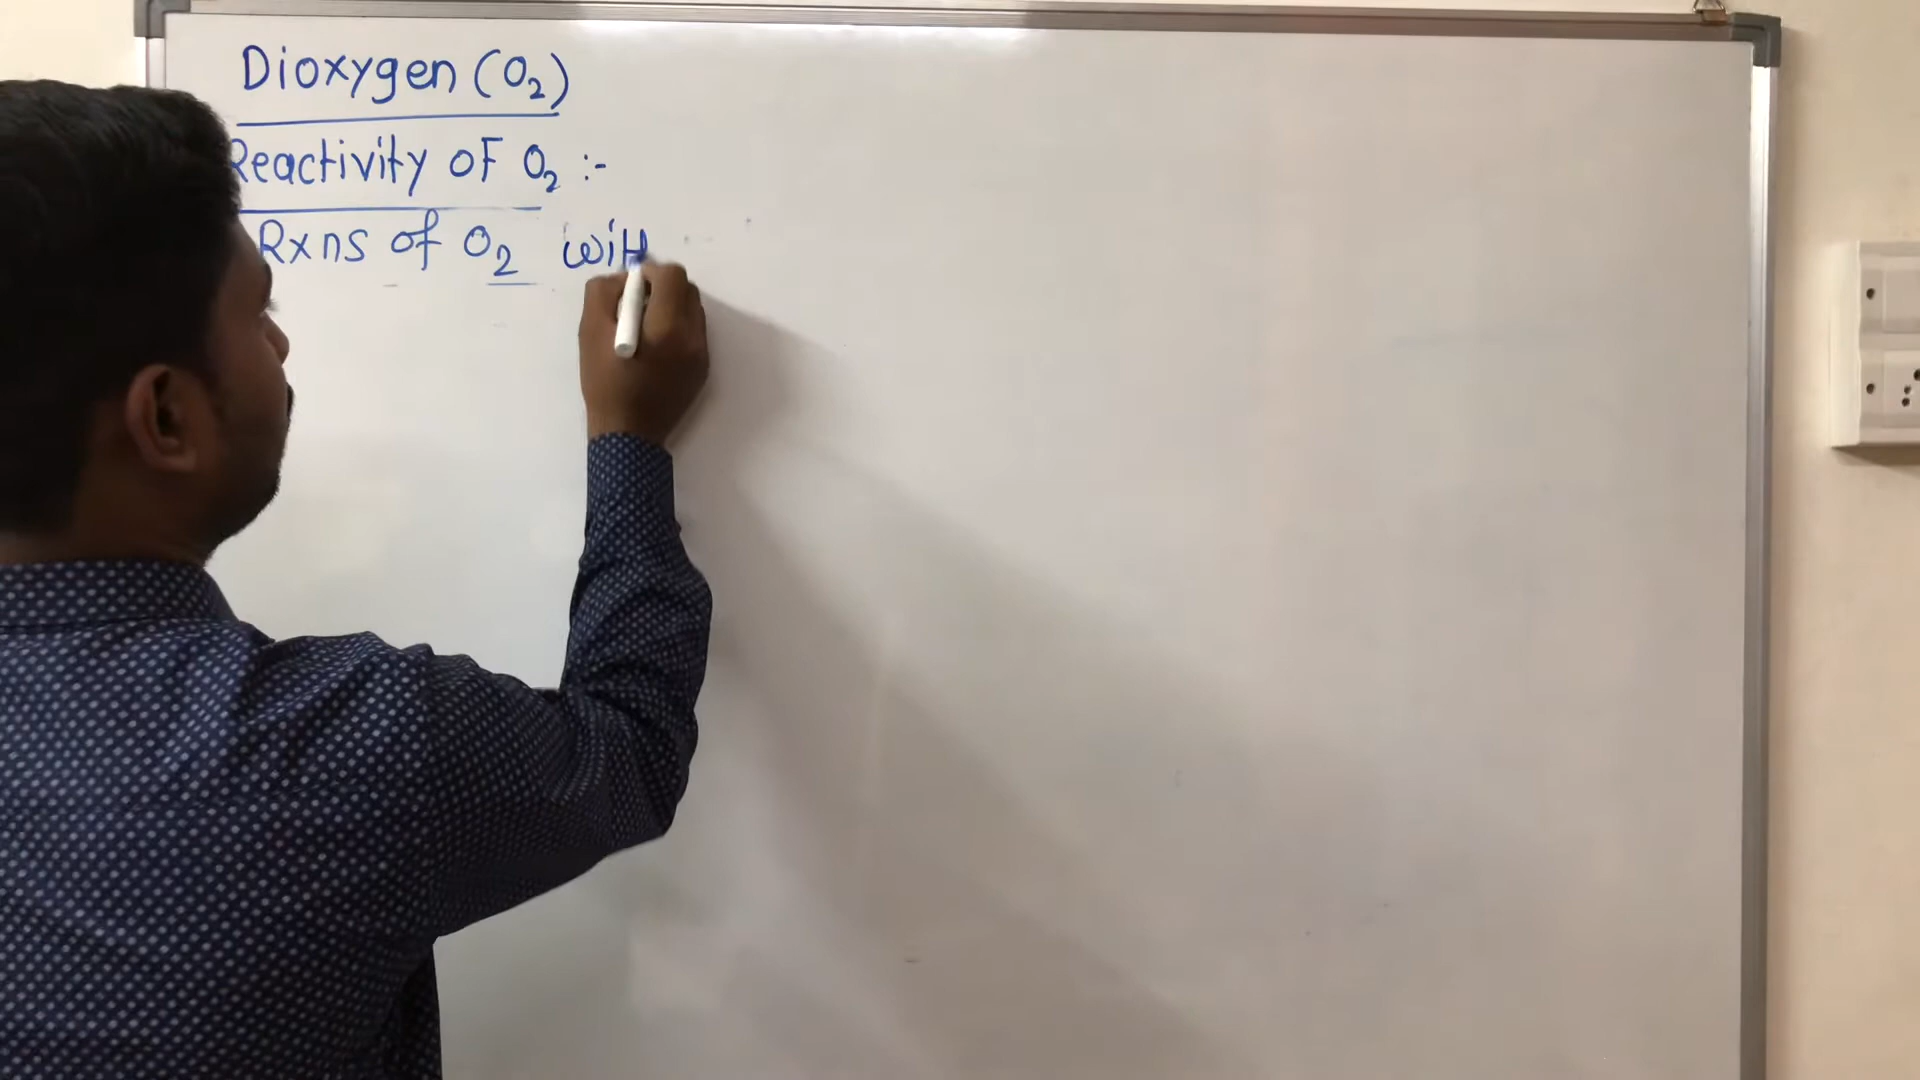 Dioxygen (O₂)
Reactivity of O₂ :-
Rxns of O₂ with